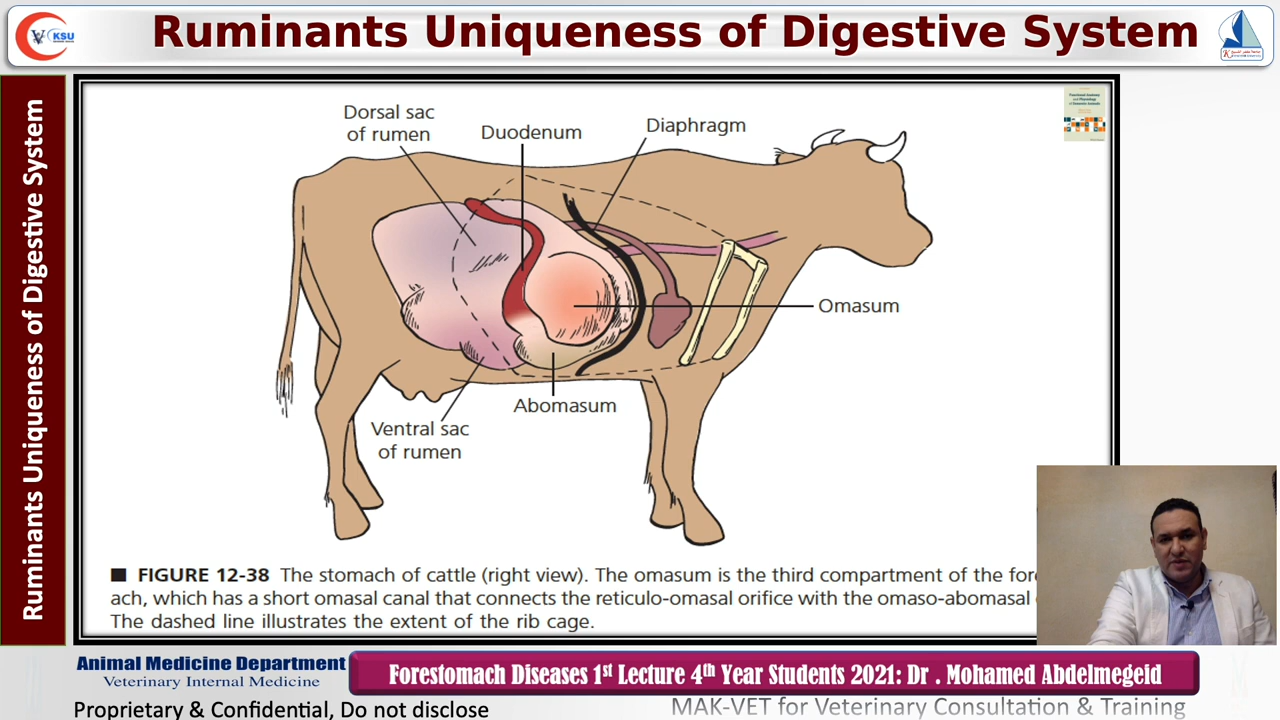 KSU
Ruminants Uniqueness of Digestive System
Ruminants Uniqueness of Digestive System
Dorsal sac
of rumen
Duodenum
Diaphragm
Omasum
Abomasum
Ventral sac
of rumen
■ FIGURE 12-38 The stomach of cattle (right view). The omasum is the third compartment of the
ach, which has a short omasal canal that connects the reticulo-omasal orifice with the omaso-abomasal
The dashed line illustrates the extent of the rib cage.
Animal Medicine Department
Veterinary Internal Medicine
Forestomach Diseases 1st Lecture 4th Year Students 2021: Dr . Mohamed Abdelmegeid
Proprietary & Confidential, Do not disclose
MAK-VET for Veterinary Consultation & Training